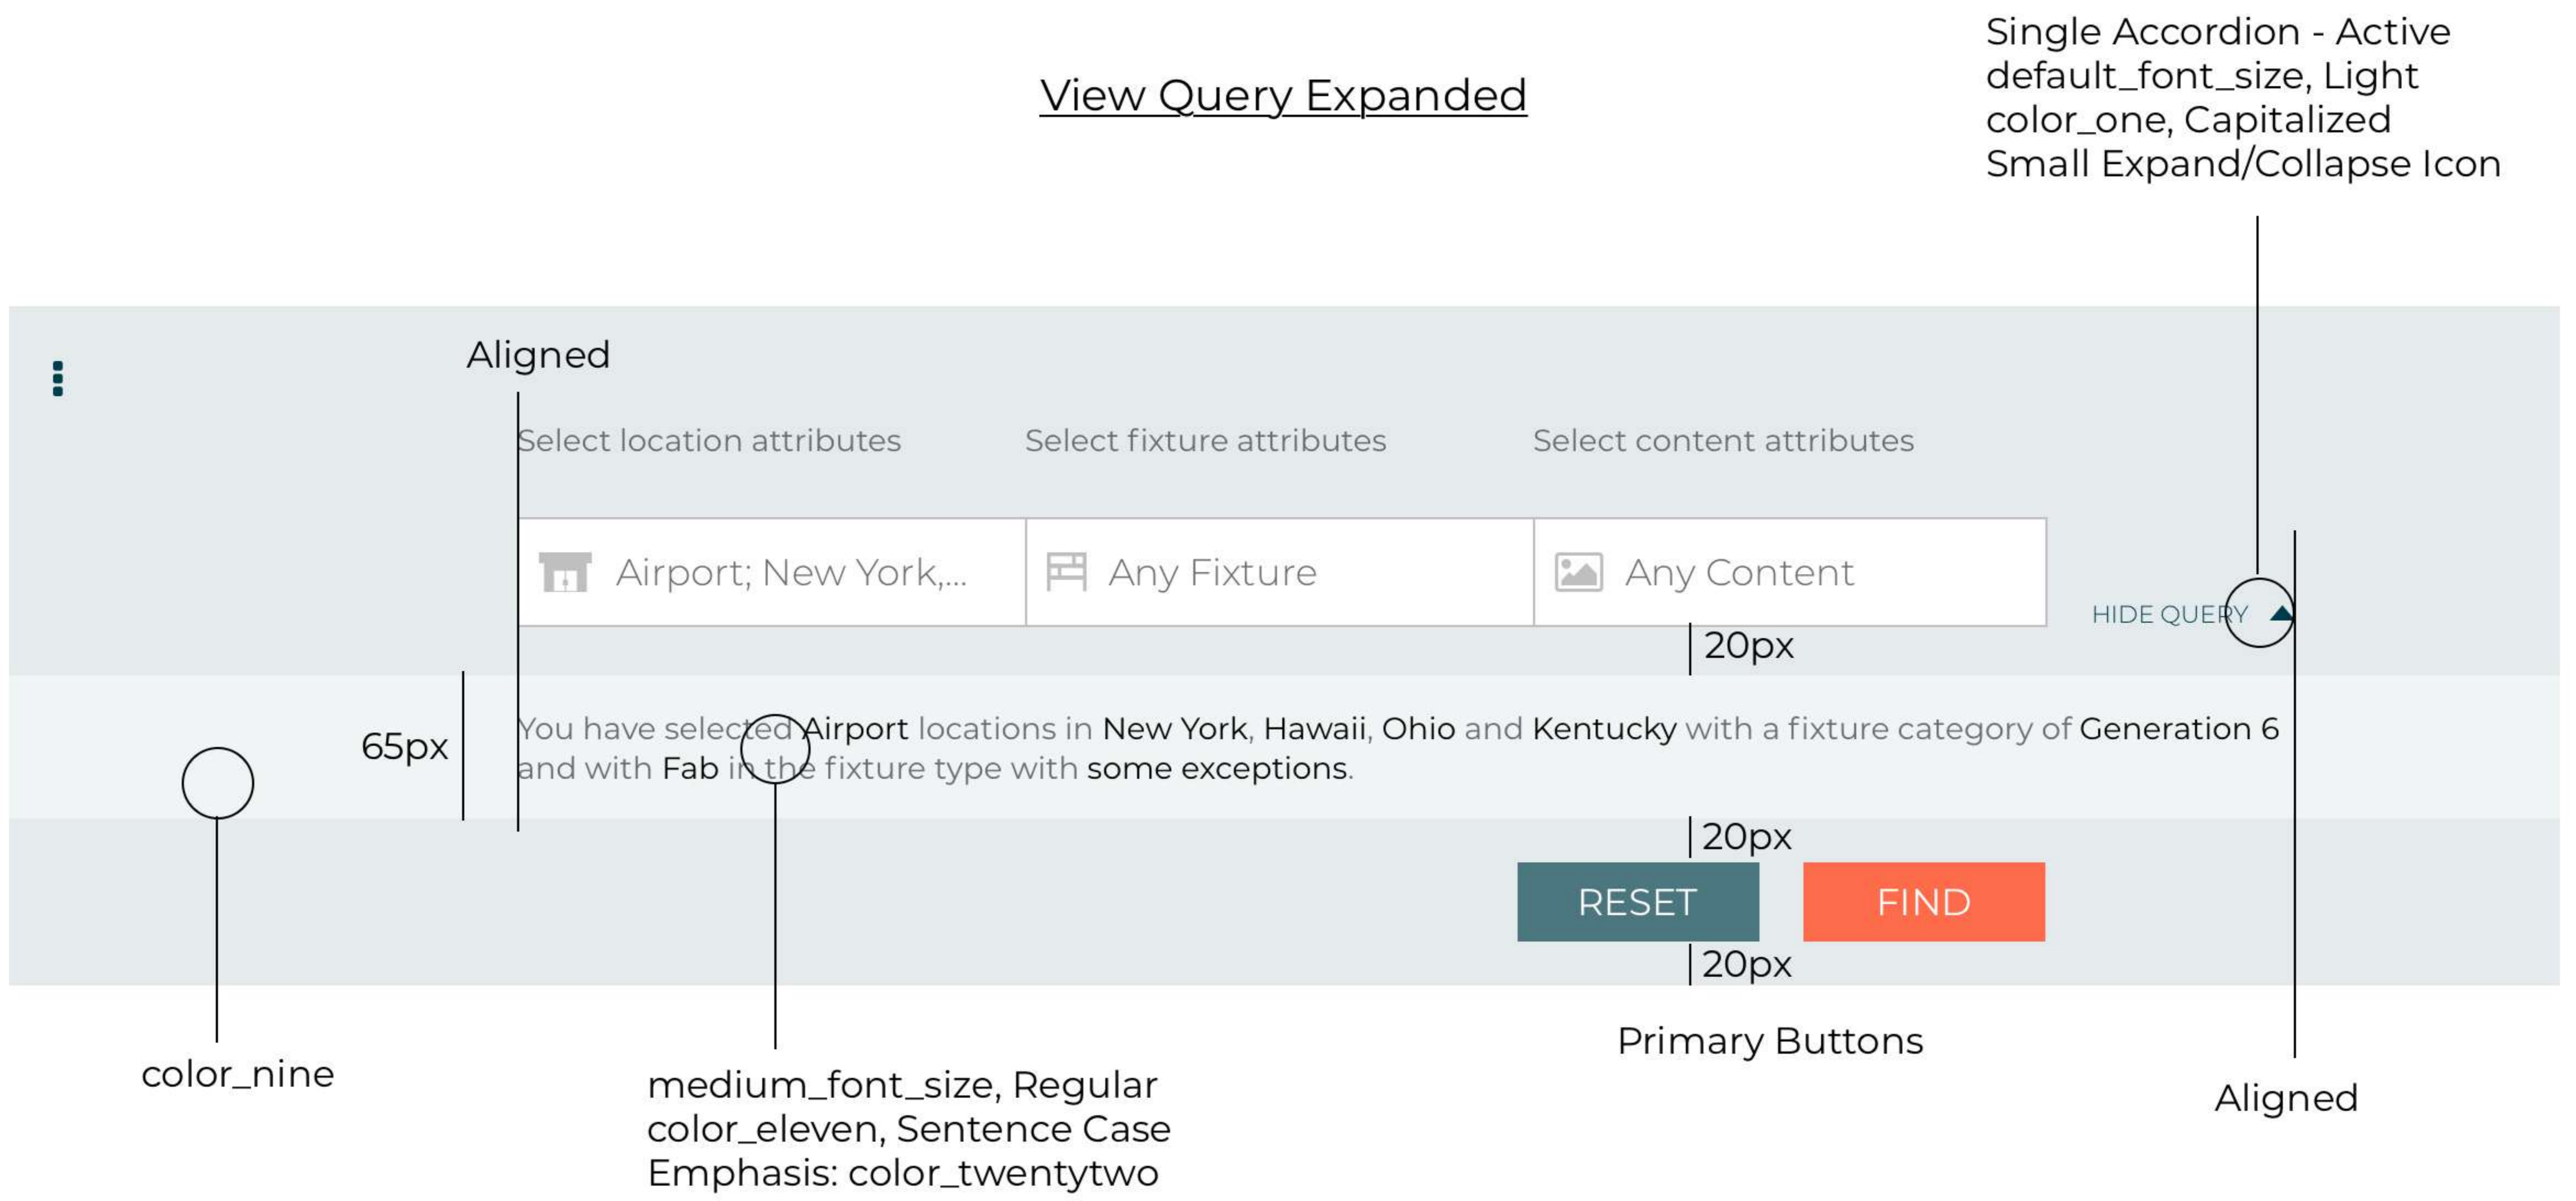 Single Accordion - Active
default_font_size, Light
color_one, Capitalized
Small Expand/Collapse Icon
View Query Expanded
Aligned
Select location attributes
Select fixture attributes
Select content attributes
Airport; New York,...
Any Fixture
Any Content
HIDE QUERY
20px
65px
You have selected Airport locations in New York, Hawaii, Ohio and Kentucky with a fixture category of Generation 6
and with Fab in the fixture type with some exceptions.
20px
RESET
FIND
20px
Primary Buttons
color_nine
medium_font_size, Regular
color_eleven, Sentence Case
Emphasis: color_twentytwo
Aligned